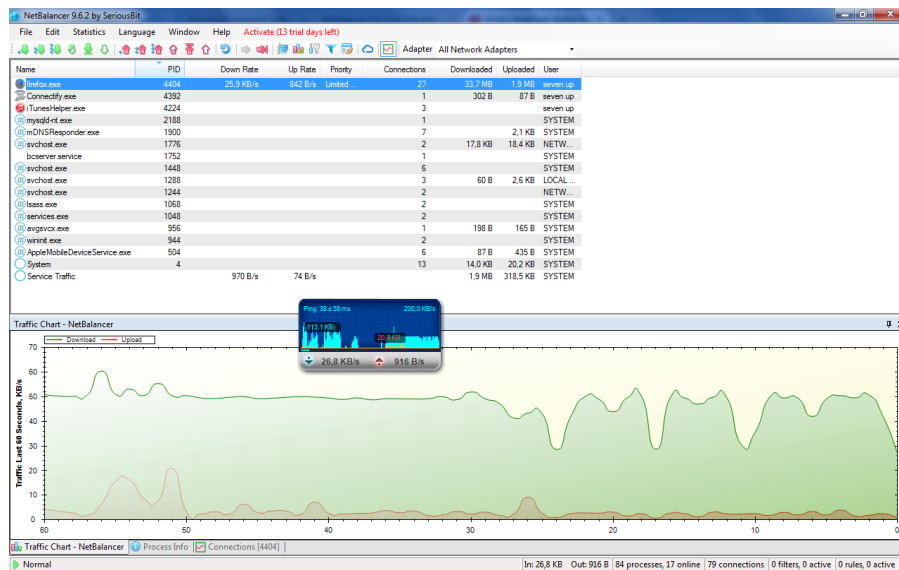 NetBalancer 9.6.2 by SeriousBit
File Edit Statistics Language Window Help Activate (13 trial days left)
Adapter All Network Adapters
Name PID Down Rate Up Rate Priority Connections Downloaded Uploaded User
firefox.exe 4404 25,9 KB/s 842 B/s Limited ... 27 33,7 MB 1,9 MB seven up
Connectify.exe 4392 1 302 B 87 B seven up
iTunesHelper.exe 4224 3 seven up
mysqld-nt.exe 2188 1 SYSTEM
mDNSResponder.exe 1900 7 2,1 KB SYSTEM
svchost.exe 1776 2 17,8 KB 18,4 KB NETW...
bcserver.service 1752 1 SYSTEM
svchost.exe 1448 6 SYSTEM
svchost.exe 1288 3 60 B 2,6 KB LOCAL ...
svchost.exe 1244 2 NETW...
lsass.exe 1068 2 SYSTEM
services.exe 1048 2 SYSTEM
avgsvcx.exe 956 1 198 B 165 B SYSTEM
wininit.exe 944 2 SYSTEM
AppleMobileDeviceService.exe 504 6 87 B 435 B SYSTEM
System 4 13 14,0 KB 20,2 KB SYSTEM
Service Traffic 970 B/s 74 B/s 1,9 MB 318,5 KB SYSTEM
Ping: 38 ± 58 ms 200,0 KB/s
113,1 KB
20,8 KB
26,8 KB/s 916 B/s
Traffic Chart - NetBalancer
Download Upload
Traffic Last 60 Seconds, KB/s
70
60
50
40
30
20
10
0
60 50 40 30 20 10 0
Traffic Chart - NetBalancer Process Info Connections [4404]
Normal In: 26,8 KB Out: 916 B 84 processes, 17 online 79 connections 0 filters, 0 active 0 rules, 0 active